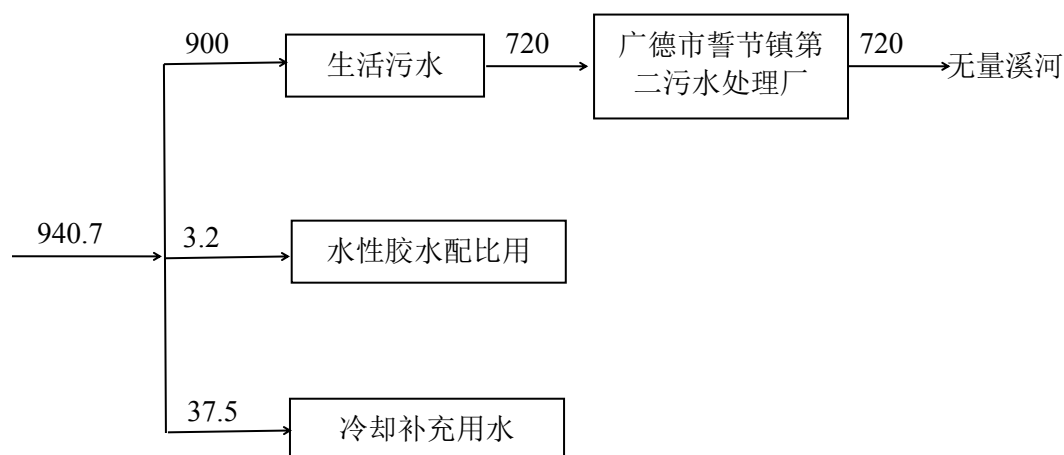 900
生活污水
720
广德市誓节镇第
二污水处理厂
720
无量溪河
940.7
3.2
水性胶水配比用
37.5
冷却补充用水